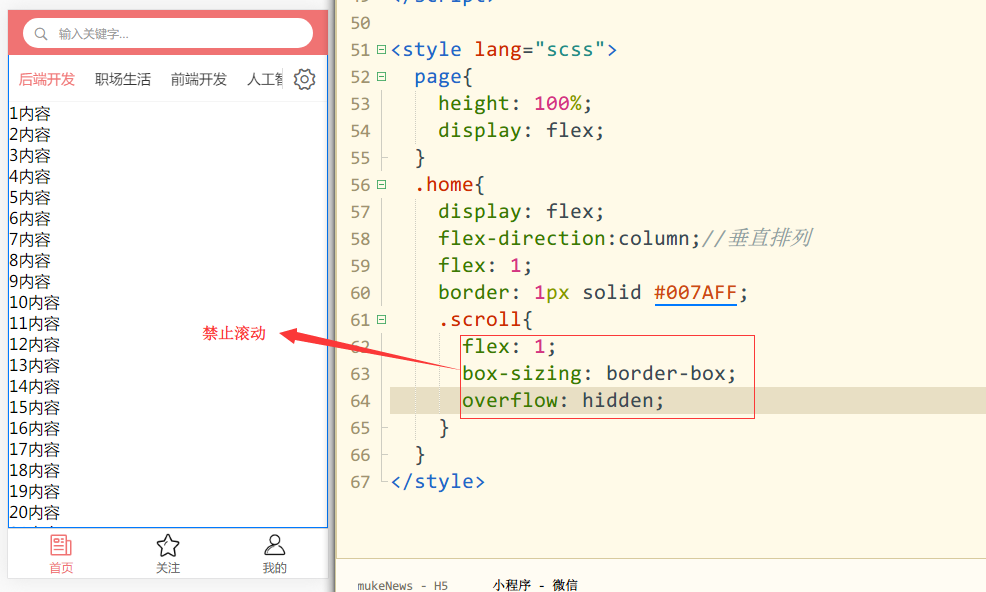 输入关键字...
后端开发 职场生活 前端开发 人工智
1内容
2内容
3内容
4内容
5内容
6内容
7内容
8内容
9内容
10内容
11内容
12内容
13内容
14内容
15内容
16内容
17内容
18内容
19内容
20内容
禁止滚动
首页 关注 我的
49 </script>
50
51 <style lang="scss">
52 page{
53 height: 100%;
54 display: flex;
55 }
56 .home{
57 display: flex;
58 flex-direction:column;//垂直排列
59 flex: 1;
60 border: 1px solid #007AFF;
61 .scroll{
62 flex: 1;
63 box-sizing: border-box;
64 overflow: hidden;
65 }
66 }
67 </style>
mukeNews - H5 小程序 - 微信